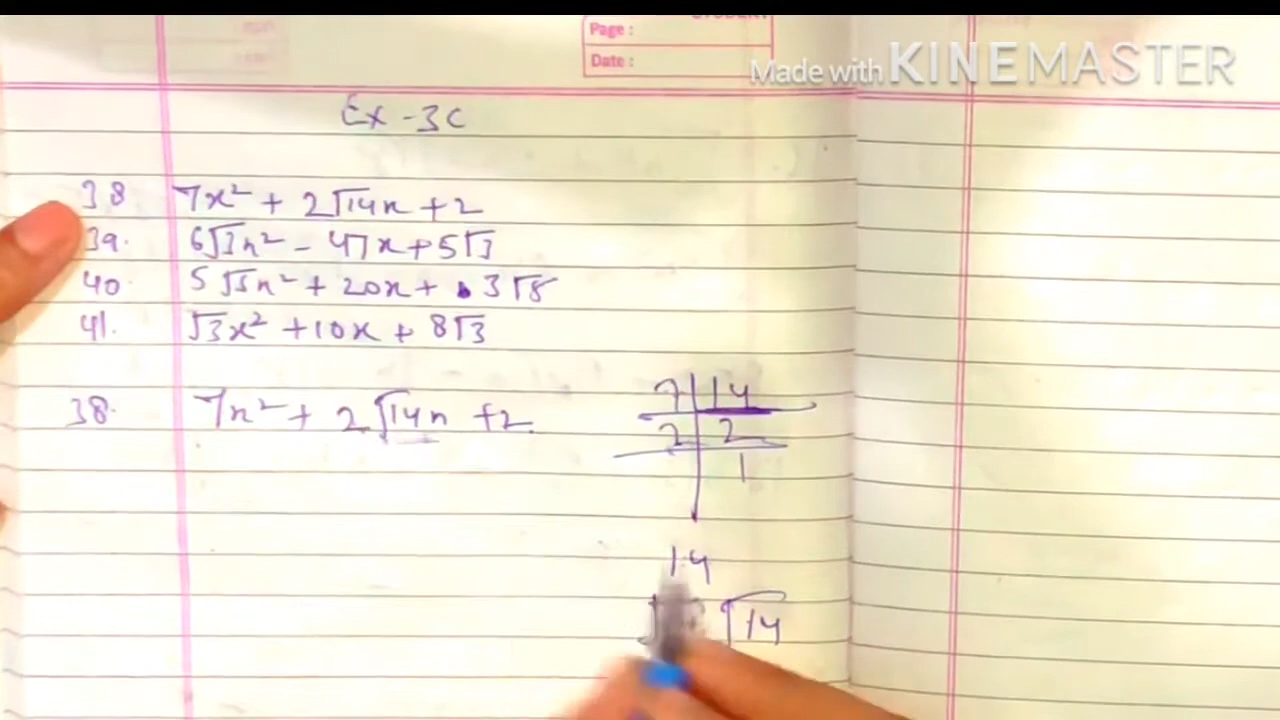 STUDENT
Page :
Date :
Made with KINEMASTER
Ex - 3C
38 7x² + 2√14x + 2
39. 6√3x² - 47x + 5√3
40. 5√5x² + 20x + 3√5
41. √3x² + 10x + 8√3
38. 7x² + 2√14x + 2
7 | 14
2 | 2
1
14
√14